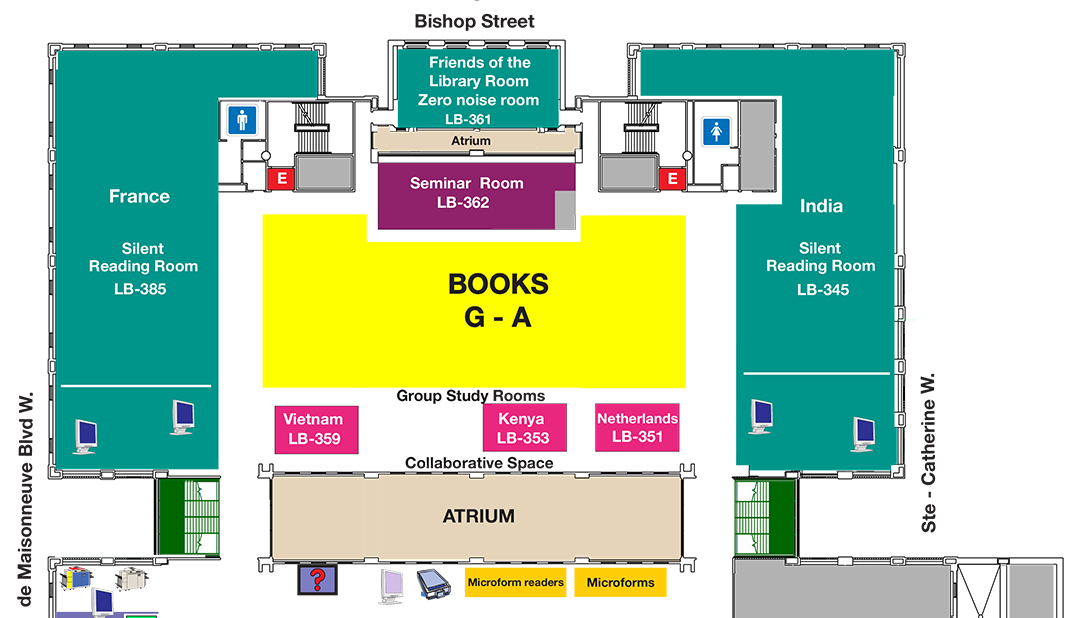 Bishop Street
Friends of the
Library Room
Zero noise room
LB-361
Atrium
E
E
Seminar Room
LB-362
France
Silent
Reading Room
LB-385
India
Silent
Reading Room
LB-345
BOOKS
G - A
Group Study Rooms
Vietnam
LB-359
Kenya
LB-353
Netherlands
LB-351
Collaborative Space
de Maisonneuve Blvd W.
Ste - Catherine W.
ATRIUM
?
Microform readers
Microforms